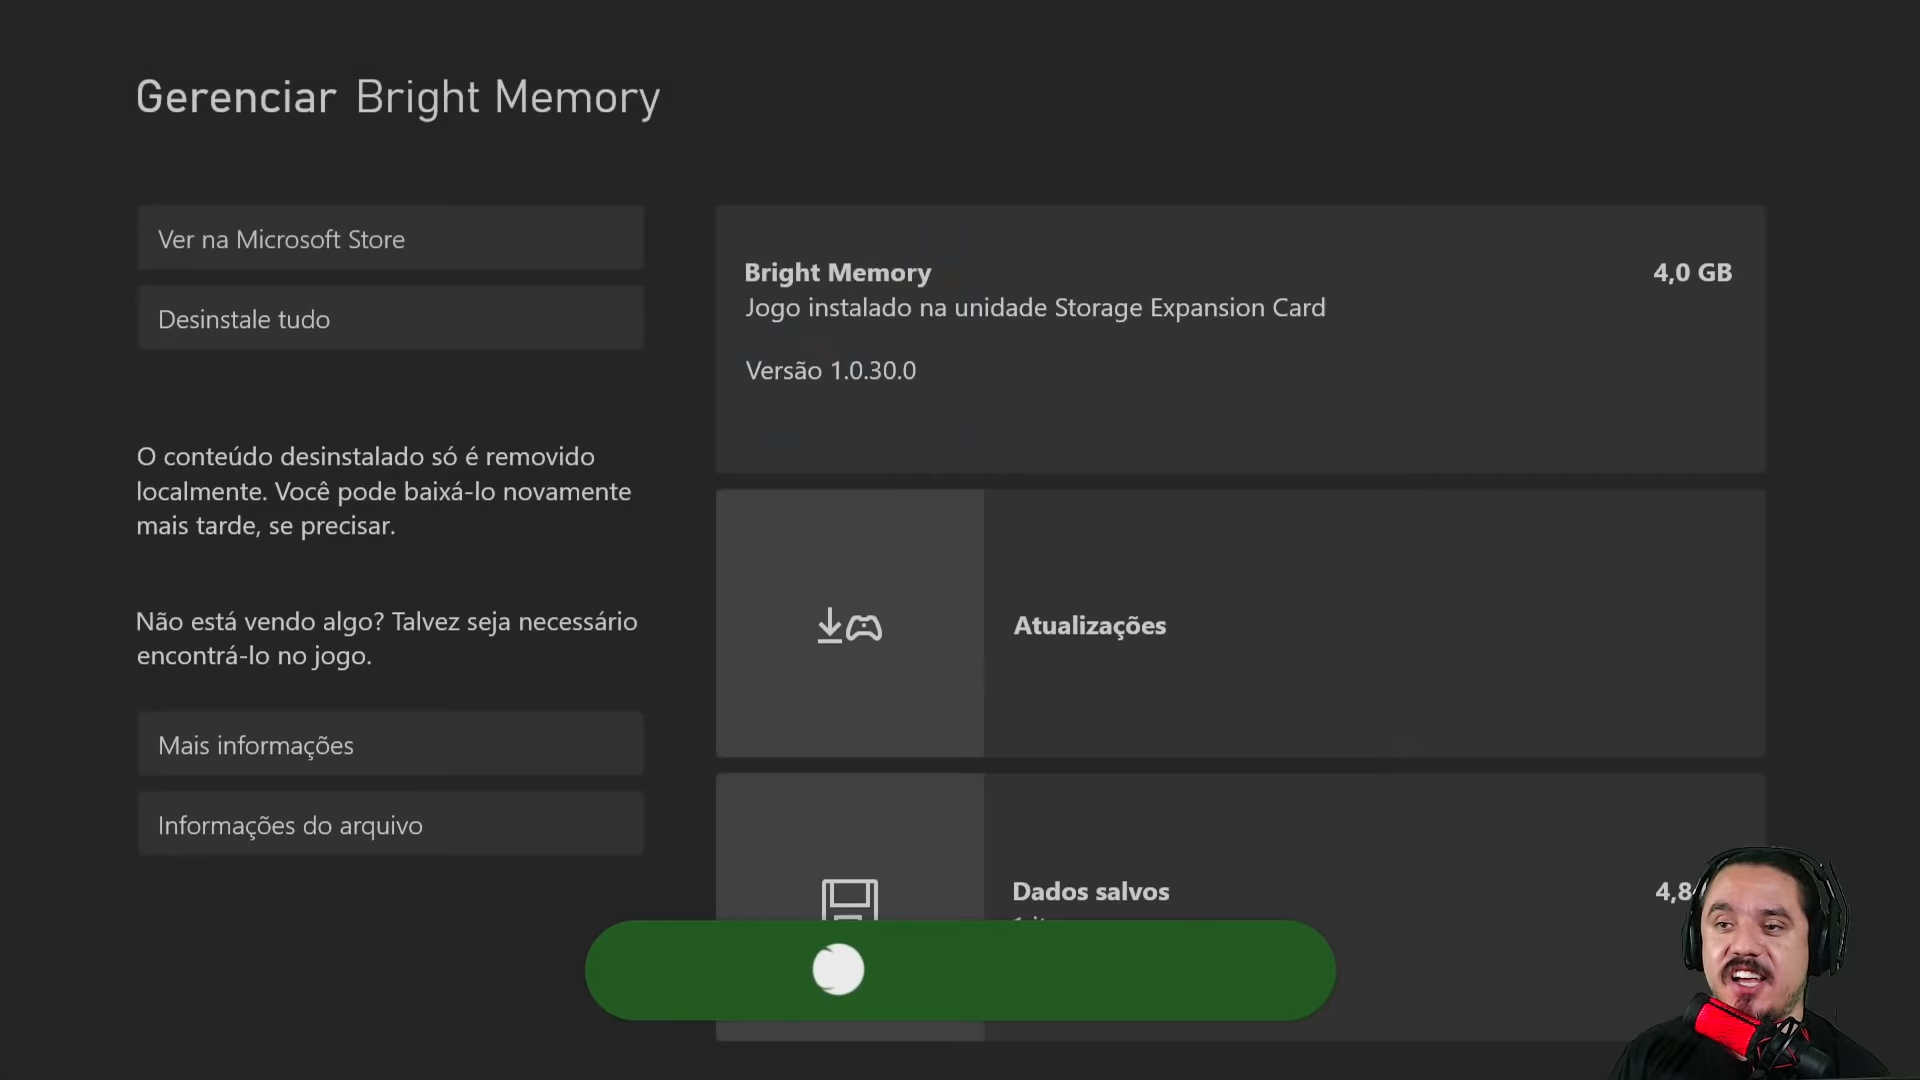 Gerenciar Bright Memory
Ver na Microsoft Store
Desinstale tudo
O conteúdo desinstalado só é removido
localmente. Você pode baixá-lo novamente
mais tarde, se precisar.
Não está vendo algo? Talvez seja necessário
encontrá-lo no jogo.
Mais informações
Informações do arquivo
Bright Memory
4,0 GB
Jogo instalado na unidade Storage Expansion Card
Versão 1.0.30.0
Atualizações
Dados salvos
4,8